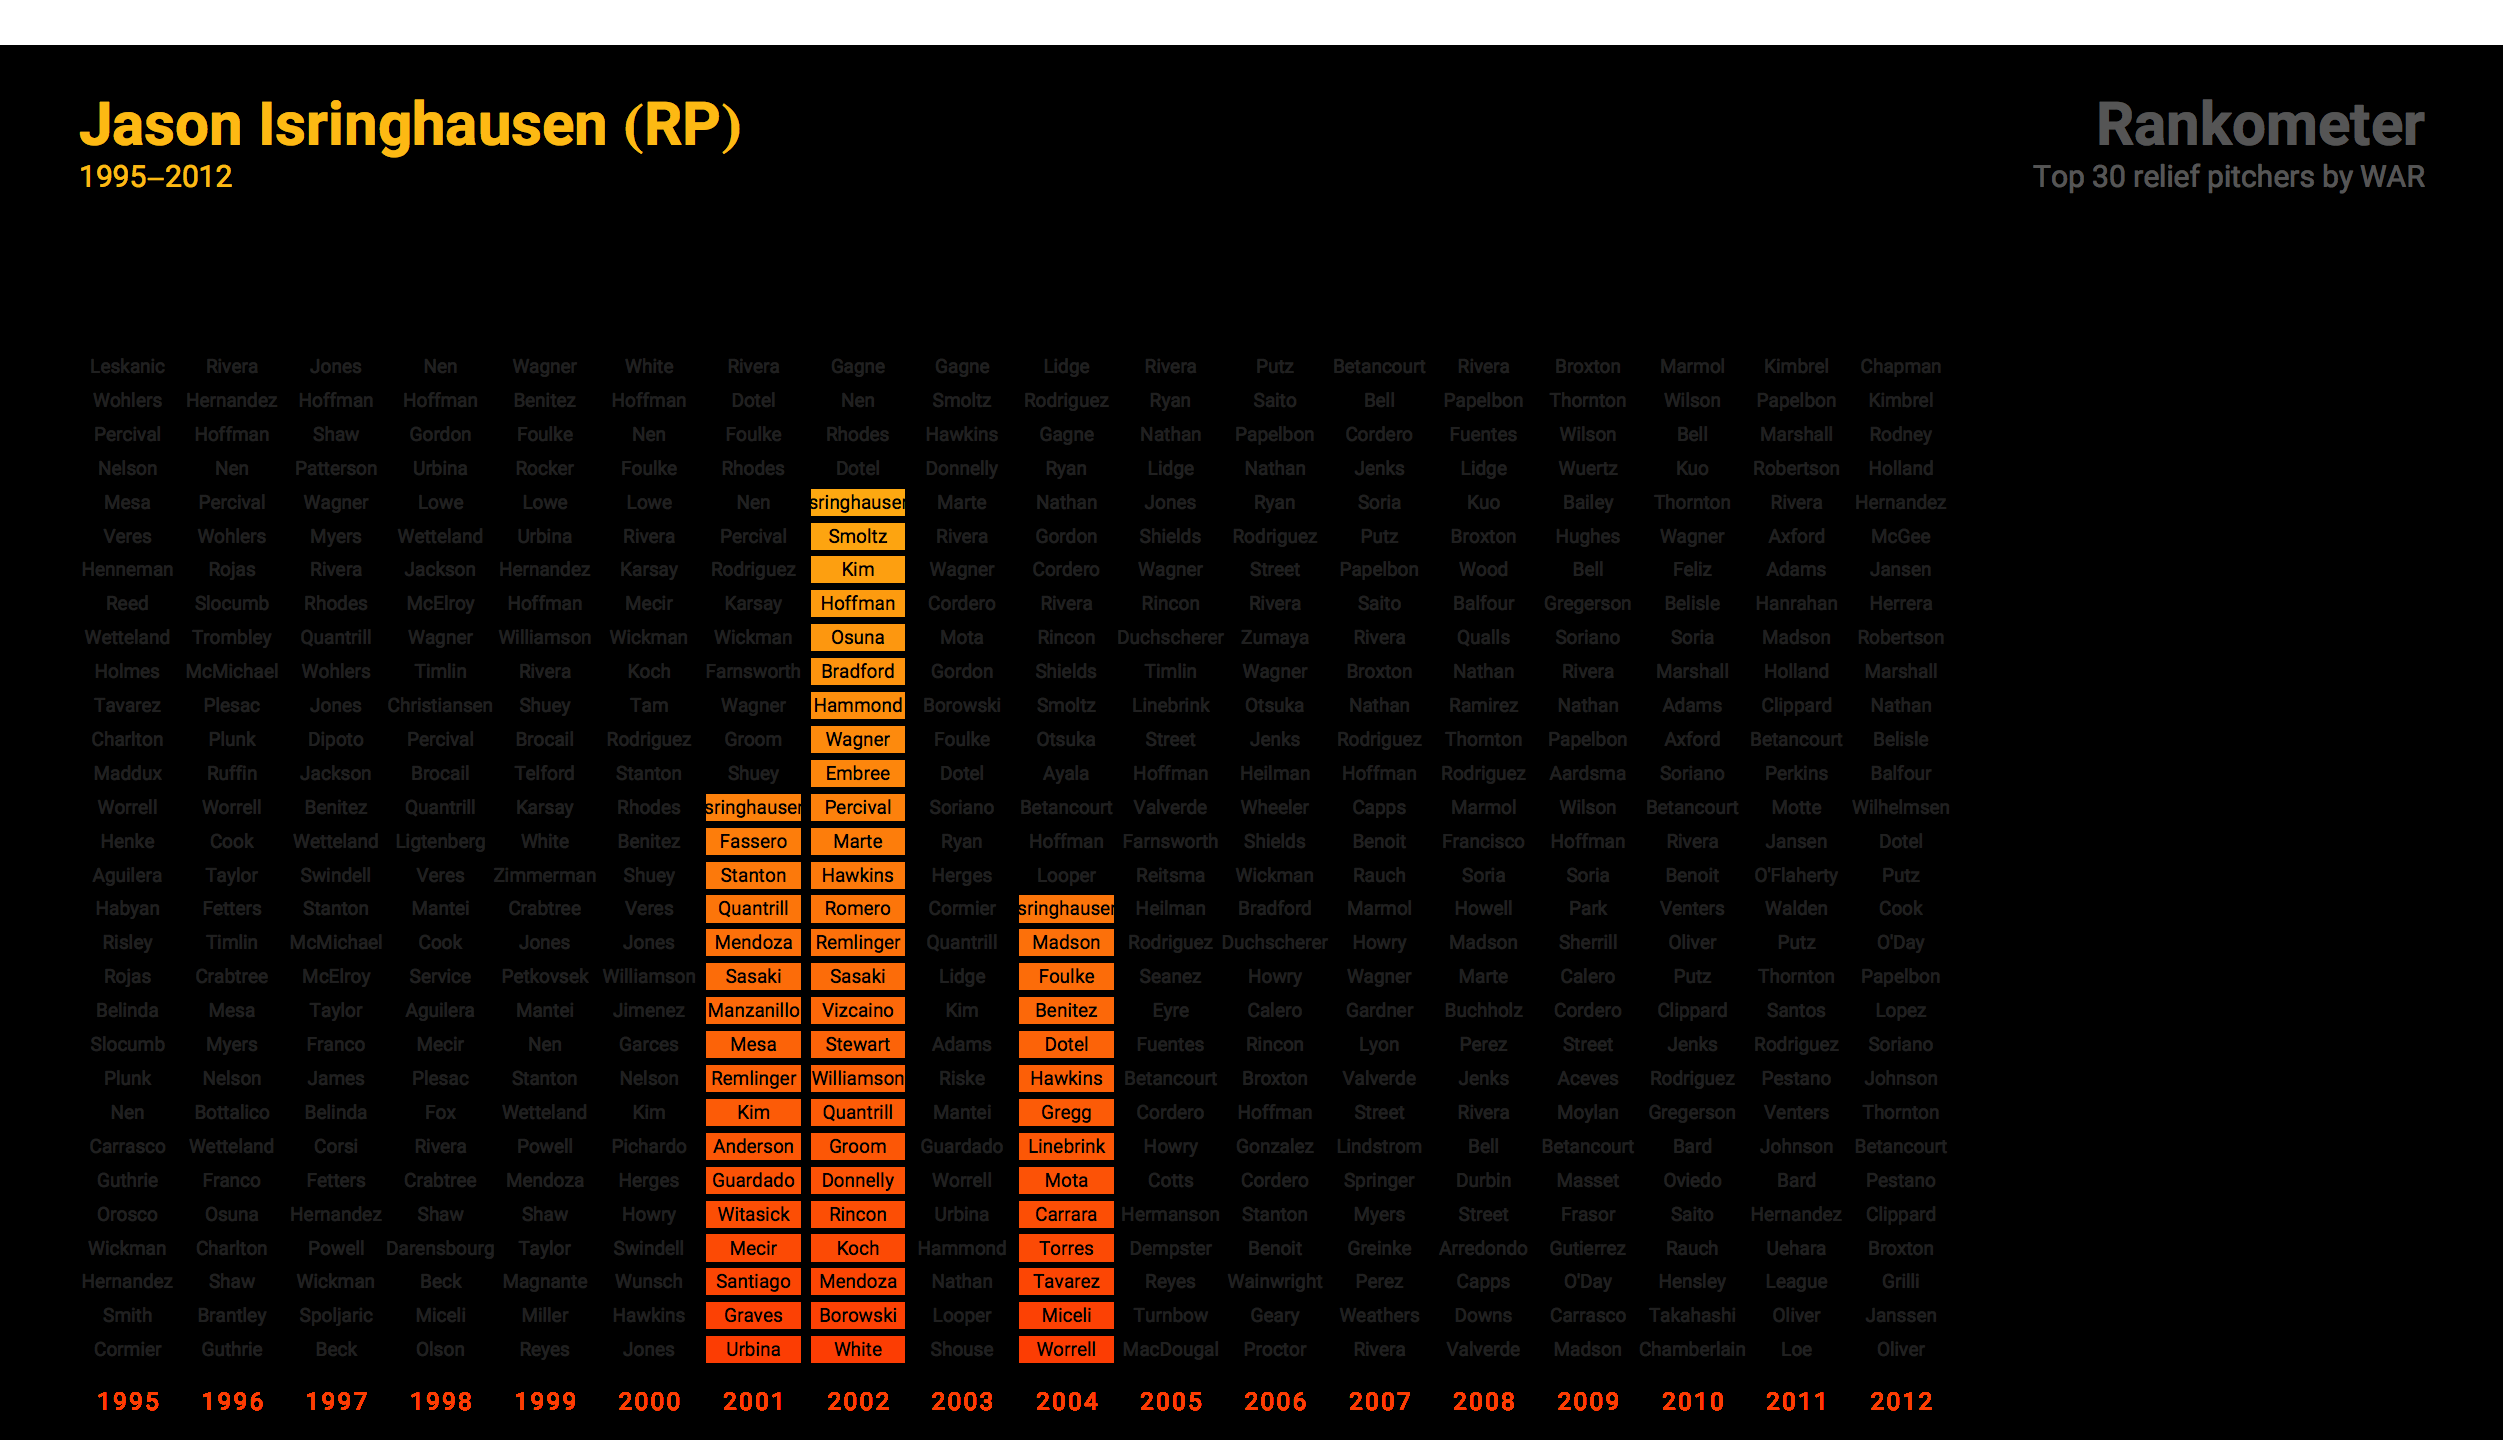 Jason Isringhausen (RP)
1995–2012
Rankometer
Top 30 relief pitchers by WAR
Leskanic Rivera Jones Nen Wagner White Rivera Gagne Gagne Lidge Rivera Putz Betancourt Rivera Broxton Marmol Kimbrel Chapman
Wohlers Hernandez Hoffman Hoffman Benitez Hoffman Dotel Nen Smoltz Rodriguez Ryan Saito Bell Papelbon Thornton Wilson Papelbon Kimbrel
Percival Hoffman Shaw Gordon Foulke Nen Foulke Rhodes Hawkins Gagne Nathan Papelbon Cordero Fuentes Wilson Bell Marshall Rodney
Nelson Nen Patterson Urbina Rocker Foulke Rhodes Dotel Donnelly Ryan Lidge Nathan Jenks Lidge Wuertz Kuo Robertson Holland
Mesa Percival Wagner Lowe Lowe Lowe Nen sringhausen Marte Nathan Jones Ryan Soria Kuo Bailey Thornton Rivera Hernandez
Veres Wohlers Myers Wetteland Urbina Rivera Percival Smoltz Rivera Gordon Shields Rodriguez Putz Broxton Hughes Wagner Axford McGee
Henneman Rojas Rivera Jackson Hernandez Karsay Rodriguez Kim Wagner Cordero Wagner Street Papelbon Wood Bell Feliz Adams Jansen
Reed Slocumb Rhodes McElroy Hoffman Mecir Karsay Hoffman Cordero Rivera Rincon Rivera Saito Balfour Gregerson Belisle Hanrahan Herrera
Wetteland Trombley Quantrill Wagner Williamson Wickman Wickman Osuna Mota Rincon Duchscherer Zumaya Rivera Qualls Soriano Soria Madson Robertson
Holmes McMichael Wohlers Timlin Rivera Koch Farnsworth Bradford Gordon Shields Timlin Wagner Broxton Nathan Rivera Marshall Holland Marshall
Tavarez Plesac Jones Christiansen Shuey Tam Wagner Hammond Borowski Smoltz Linebrink Otsuka Nathan Ramirez Nathan Adams Clippard Nathan
Charlton Plunk Dipoto Percival Brocail Rodriguez Groom Wagner Foulke Otsuka Street Jenks Rodriguez Thornton Papelbon Axford Betancourt Belisle
Maddux Ruffin Jackson Brocail Telford Stanton Shuey Embree Dotel Ayala Hoffman Heilman Hoffman Rodriguez Aardsma Soriano Perkins Balfour
Worrell Worrell Benitez Quantrill Karsay Rhodes sringhausen Percival Soriano Betancourt Valverde Wheeler Capps Marmol Wilson Betancourt Motte Wilhelmsen
Henke Cook Wetteland Ligtenberg White Benitez Fassero Marte Ryan Hoffman Farnsworth Shields Benoit Francisco Hoffman Rivera Jansen Dotel
Aguilera Taylor Swindell Veres Zimmerman Shuey Stanton Hawkins Herges Looper Reitsma Wickman Rauch Soria Soria Benoit O'Flaherty Putz
Habyan Fetters Stanton Mantei Crabtree Veres Quantrill Romero Cormier sringhausen Heilman Bradford Marmol Howell Park Venters Walden Cook
Risley Timlin McMichael Cook Jones Jones Mendoza Remlinger Quantrill Madson Rodriguez Duchscherer Howry Madson Sherrill Oliver Putz O'Day
Rojas Crabtree McElroy Service Petkovsek Williamson Sasaki Sasaki Lidge Foulke Seanez Howry Wagner Marte Calero Putz Thornton Papelbon
Belinda Mesa Taylor Aguilera Mantei Jimenez Manzanillo Vizcaino Kim Benitez Eyre Calero Gardner Buchholz Cordero Clippard Santos Lopez
Slocumb Myers Franco Mecir Nen Garces Mesa Stewart Adams Dotel Fuentes Rincon Lyon Perez Street Jenks Rodriguez Soriano
Plunk Nelson James Plesac Stanton Nelson Remlinger Williamson Riske Hawkins Betancourt Broxton Valverde Jenks Aceves Rodriguez Pestano Johnson
Nen Bottalico Belinda Fox Wetteland Kim Kim Quantrill Mantei Gregg Cordero Hoffman Street Rivera Moylan Gregerson Venters Thornton
Carrasco Wetteland Corsi Rivera Powell Pichardo Anderson Groom Guardado Linebrink Howry Gonzalez Lindstrom Bell Betancourt Bard Johnson Betancourt
Guthrie Franco Fetters Crabtree Mendoza Herges Guardado Donnelly Worrell Mota Cotts Cordero Springer Durbin Masset Oviedo Bard Pestano
Orosco Osuna Hernandez Shaw Shaw Howry Witasick Rincon Urbina Carrara Hermanson Stanton Myers Street Frasor Saito Hernandez Clippard
Wickman Charlton Powell Darensbourg Taylor Swindell Mecir Koch Hammond Torres Dempster Benoit Greinke Arredondo Gutierrez Rauch Uehara Broxton
Hernandez Shaw Wickman Beck Magnante Wunsch Santiago Mendoza Nathan Tavarez Reyes Wainwright Perez Capps O'Day Hensley League Grilli
Smith Brantley Spoljaric Miceli Miller Hawkins Graves Borowski Looper Miceli Turnbow Geary Weathers Downs Carrasco Takahashi Oliver Janssen
Cormier Guthrie Beck Olson Reyes Jones Urbina White Shouse Worrell MacDougal Proctor Rivera Valverde Madson Chamberlain Loe Oliver
1995 1996 1997 1998 1999 2000 2001 2002 2003 2004 2005 2006 2007 2008 2009 2010 2011 2012